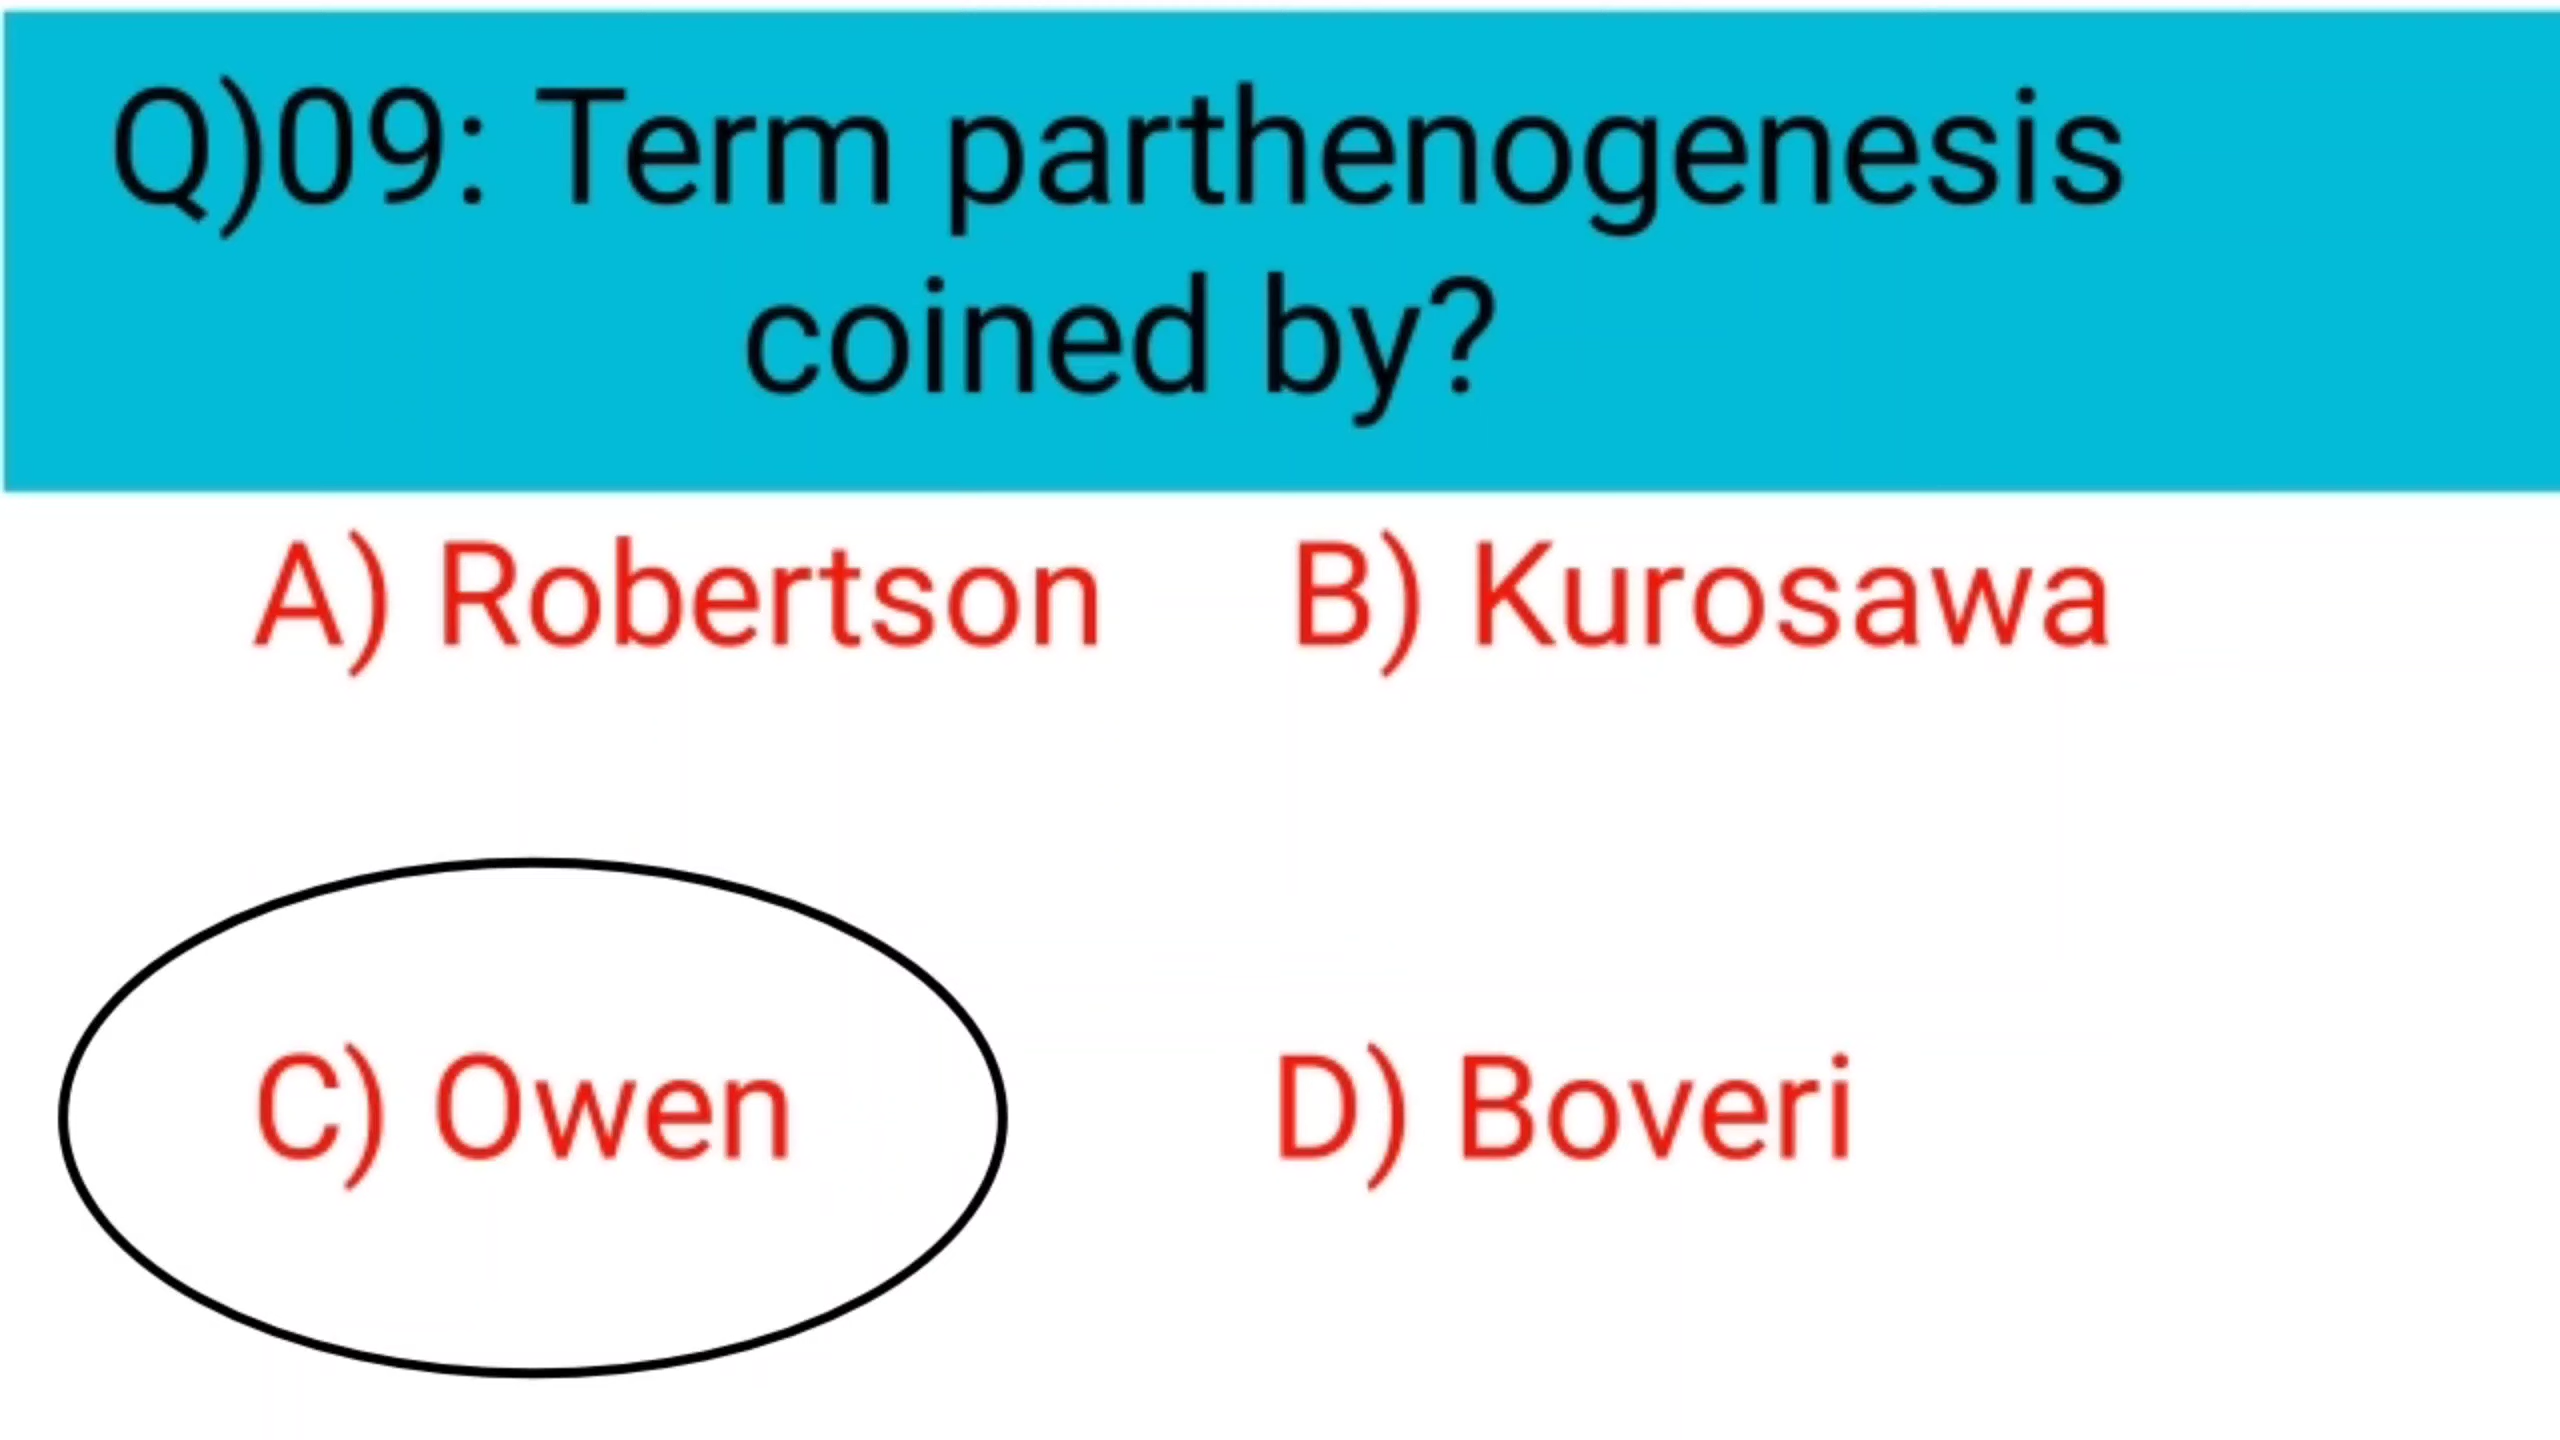 Q)09: Term parthenogenesis
coined by?
A) Robertson B) Kurosawa
C) Owen D) Boveri